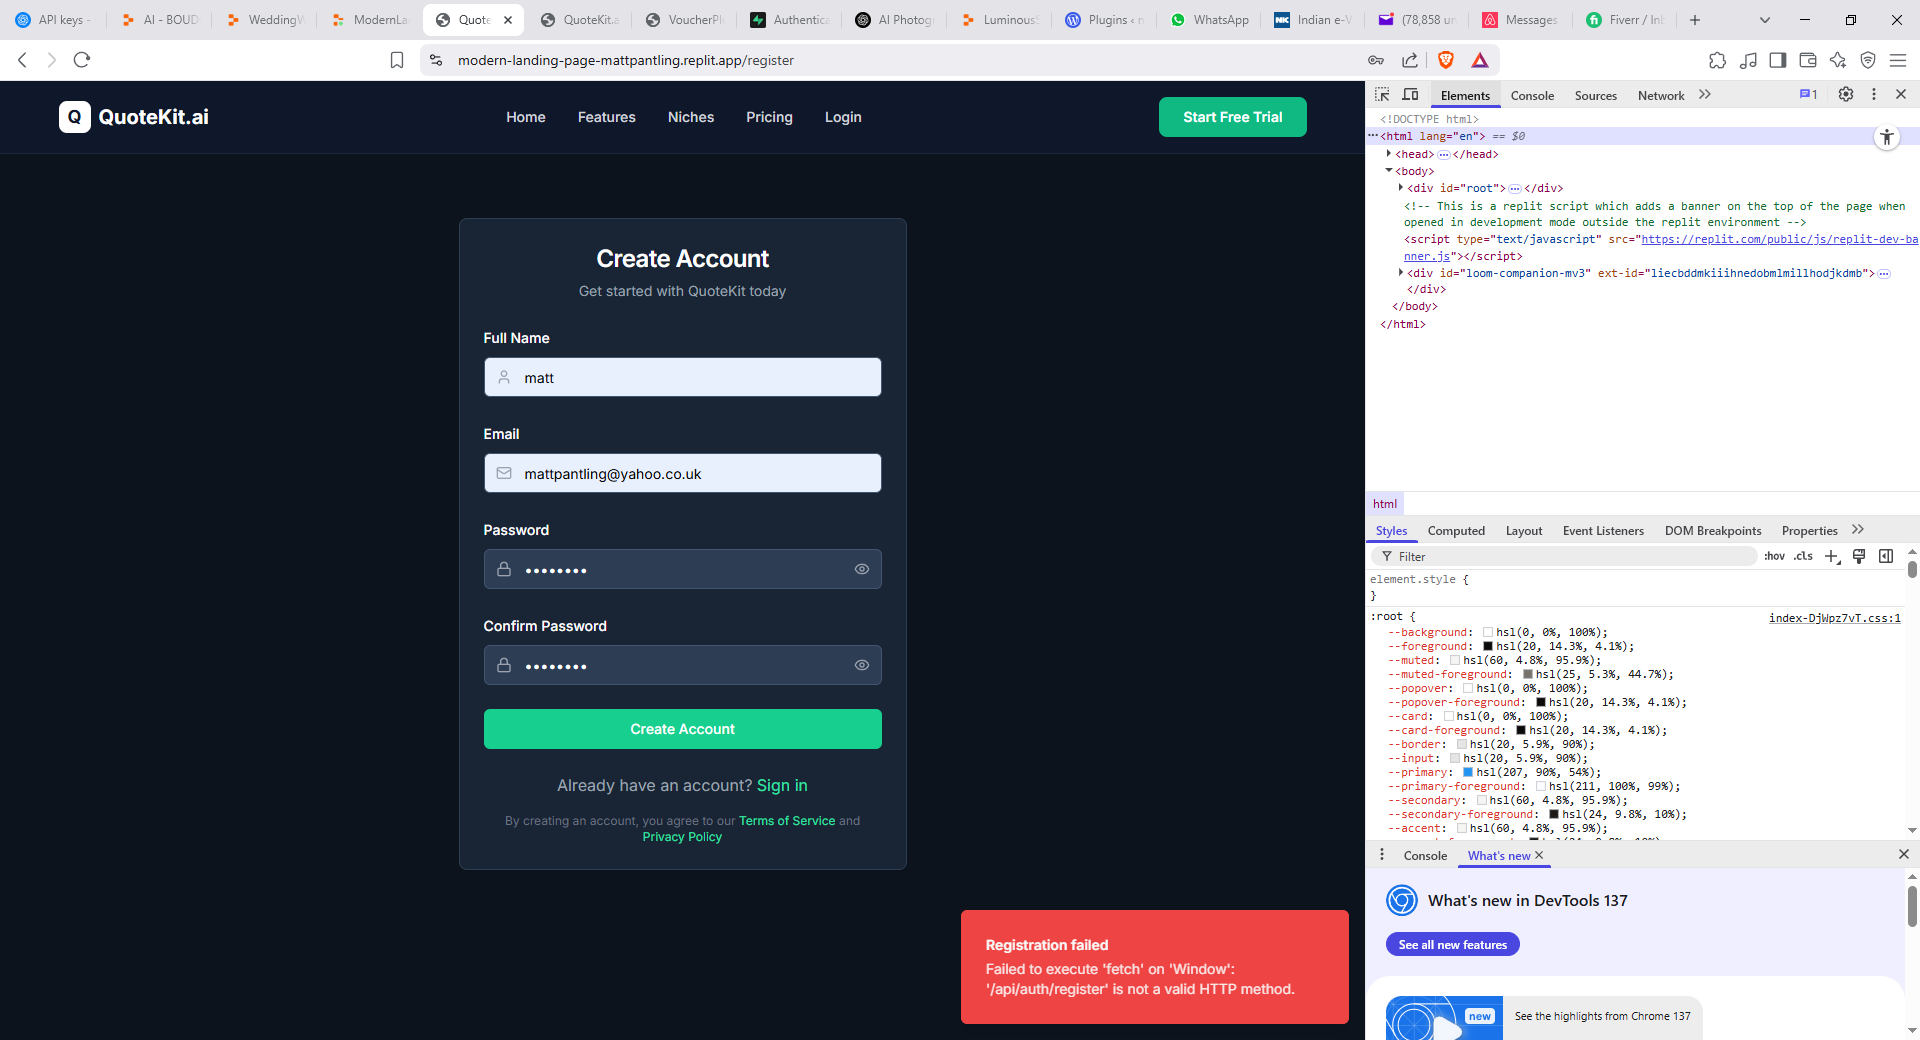 API keys -
AI - BOUD
WeddingW
ModernLa
Quote
QuoteKit.a
VoucherPl
Authentica
AI Photog
Luminous
Plugins ‹ n
WhatsApp
Indian e-V
(78,858 un
Messages
Fiverr / In
modern-landing-page-mattpantling.replit.app/register
Q QuoteKit.ai
Home
Features
Niches
Pricing
Login
Start Free Trial
Create Account
Get started with QuoteKit today
Full Name
matt
Email
mattpantling@yahoo.co.uk
Password
Confirm Password
Create Account
Already have an account? Sign in
By creating an account, you agree to our Terms of Service and
Privacy Policy
Registration failed
Failed to execute 'fetch' on 'Window':
'/api/auth/register' is not a valid HTTP method.
Elements
Console
Sources
Network
1
<!DOCTYPE html>
<html lang="en"> == $0
<head> </head>
<body>
<div id="root"> </div>
<!-- This is a replit script which adds a banner on the top of the page when
opened in development mode outside the replit environment -->
<script type="text/javascript" src="https://replit.com/public/js/replit-dev-ba
nner.js"></script>
<div id="loom-companion-mv3" ext-id="liecbddmkiiihnedobmlmillhodjkdmb">
</div>
</body>
</html>
html
Styles
Computed
Layout
Event Listeners
DOM Breakpoints
Properties
Filter
:hov .cls
element.style {
}
:root {
index-DjWpz7vT.css:1
--background: hsl(0, 0%, 100%);
--foreground: hsl(20, 14.3%, 4.1%);
--muted: hsl(60, 4.8%, 95.9%);
--muted-foreground: hsl(25, 5.3%, 44.7%);
--popover: hsl(0, 0%, 100%);
--popover-foreground: hsl(20, 14.3%, 4.1%);
--card: hsl(0, 0%, 100%);
--card-foreground: hsl(20, 14.3%, 4.1%);
--border: hsl(20, 5.9%, 90%);
--input: hsl(20, 5.9%, 90%);
--primary: hsl(207, 90%, 54%);
--primary-foreground: hsl(211, 100%, 99%);
--secondary: hsl(60, 4.8%, 95.9%);
--secondary-foreground: hsl(24, 9.8%, 10%);
--accent: hsl(60, 4.8%, 95.9%);
Console
What's new
What's new in DevTools 137
See all new features
new
See the highlights from Chrome 137